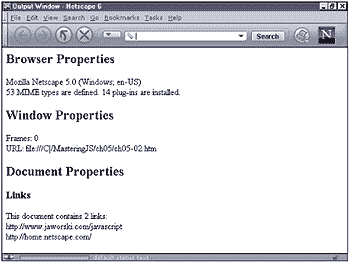 Output Window - Netscape 6
File Edit View Search Go Bookmarks Tasks Help
Search
N
Browser Properties
Mozilla Netscape 5.0 (Windows; en-US)
53 MIME types are defined. 14 plug-ins are installed.
Window Properties
Frames: 0
URL: file:///C|/MasteringJS/ch05/ch05-02.htm
Document Properties
Links
This document contains 2 links:
http://www.jaworski.com/javascript
http://home.netscape.com/
default status text